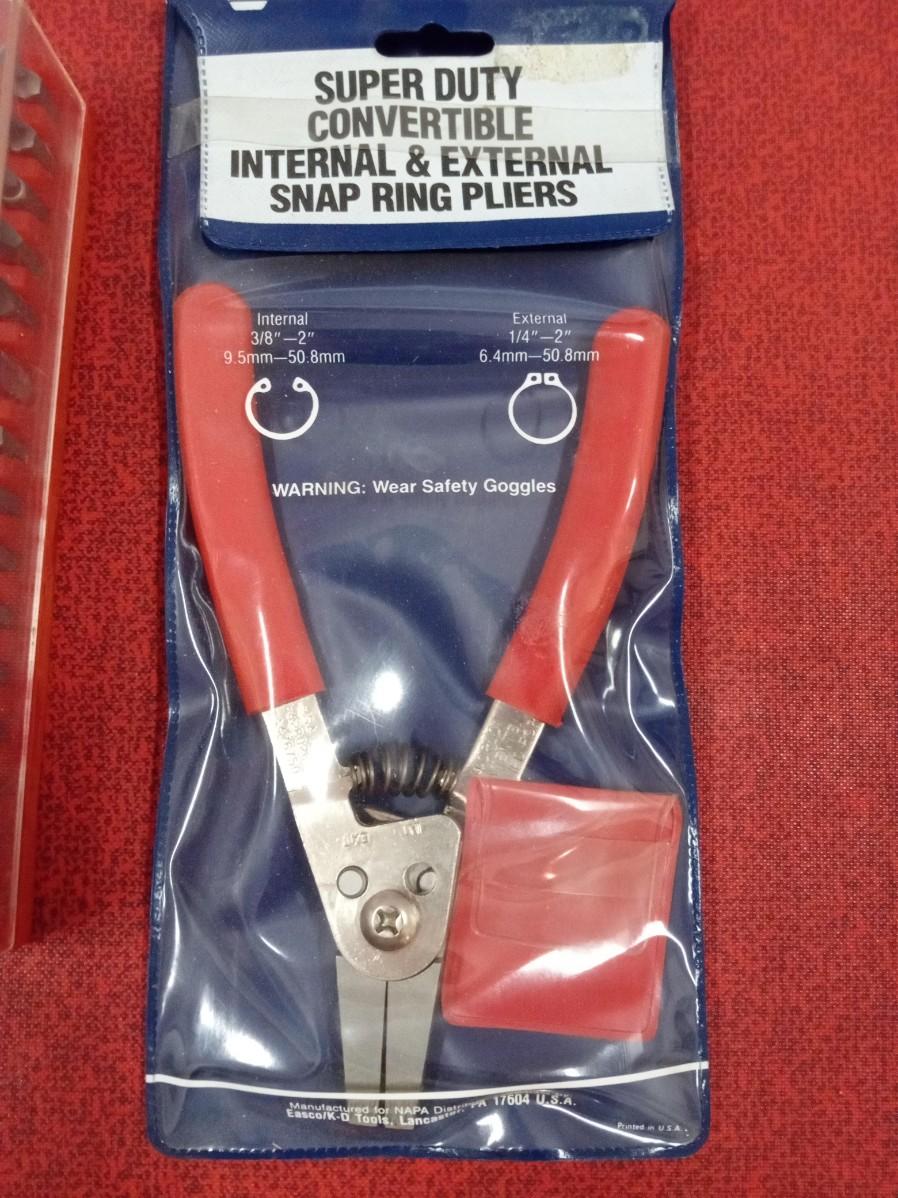 SUPER DUTY
CONVERTIBLE
INTERNAL & EXTERNAL
SNAP RING PLIERS
Internal
3/8"—2"
9.5mm—50.8mm
External
1/4"—2"
6.4mm—50.8mm
WARNING: Wear Safety Goggles
Manufactured for NAPA
Easco/K-D Tools, PA 17604 U.S.A.
Printed in U.S.A.